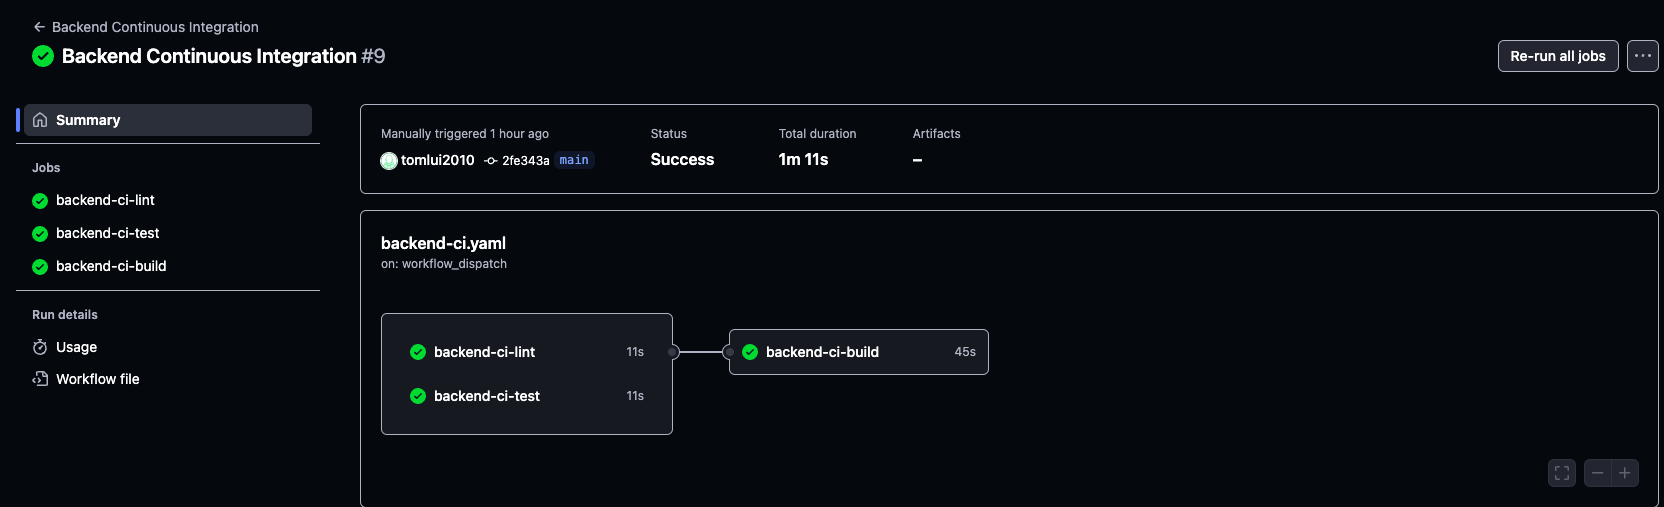 Backend Continuous Integration
Backend Continuous Integration #9
Re-run all jobs
Summary
Jobs
backend-ci-lint
backend-ci-test
backend-ci-build
Run details
Usage
Workflow file
Manually triggered 1 hour ago
tomlui2010 2fe343a main
Status
Success
Total duration
1m 11s
Artifacts
–
backend-ci.yaml
on: workflow_dispatch
backend-ci-lint 11s
backend-ci-test 11s
backend-ci-build 45s